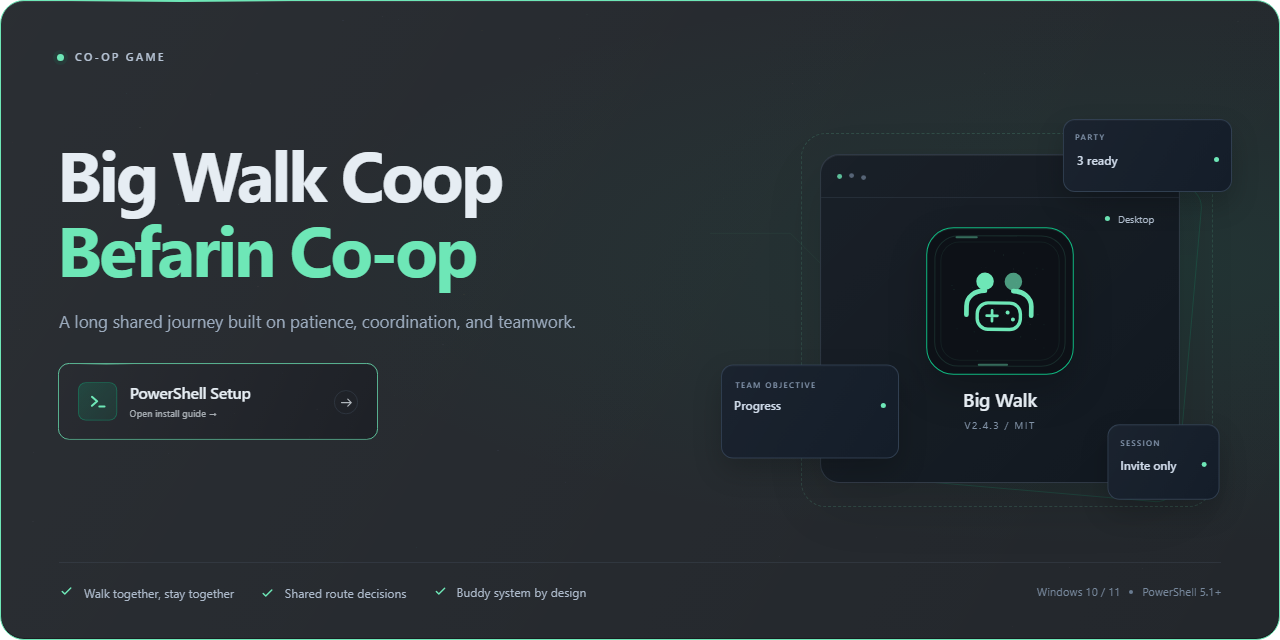 CO-OP GAME
Big Walk Coop
Befarin Co-op
A long shared journey built on patience, coordination, and teamwork.
PowerShell Setup
Open install guide →
PARTY
3 ready
Desktop
TEAM OBJECTIVE
Progress
Big Walk
V2.4.3 / MIT
SESSION
Invite only
Walk together, stay together
Shared route decisions
Buddy system by design
Windows 10 / 11 • PowerShell 5.1+